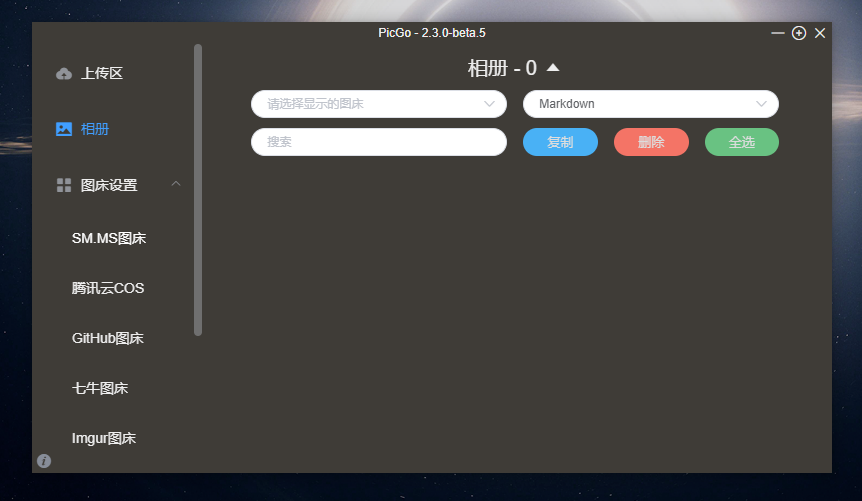 PicGo - 2.3.0-beta.5
上传区
相册
图床设置
SM.MS图床
腾讯云COS
GitHub图床
七牛图床
Imgur图床
相册 - 0
请选择显示的图床
Markdown
搜索
复制
删除
全选